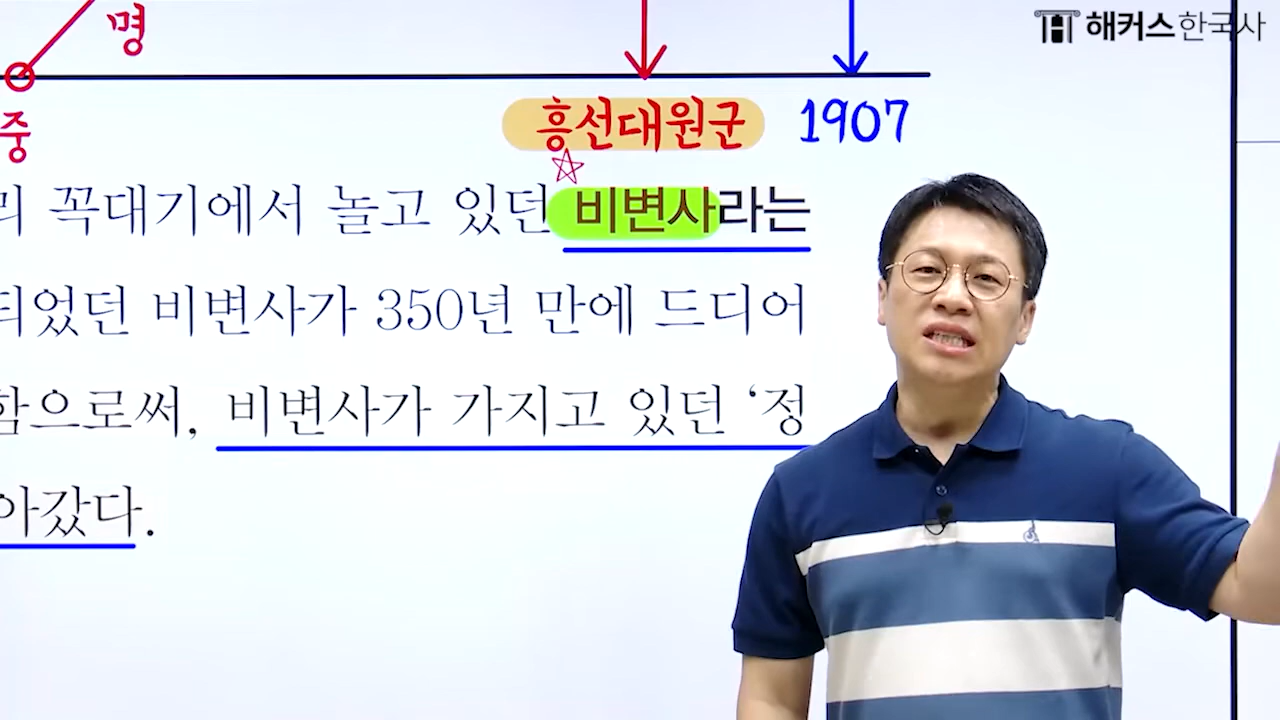 해커스한국사
명
중
흥선대원군
1907
꼭대기에서 놀고 있던 비변사라는
되었던 비변사가 350년 만에 드디어
함으로써, 비변사가 가지고 있던 ‘정
아갔다.